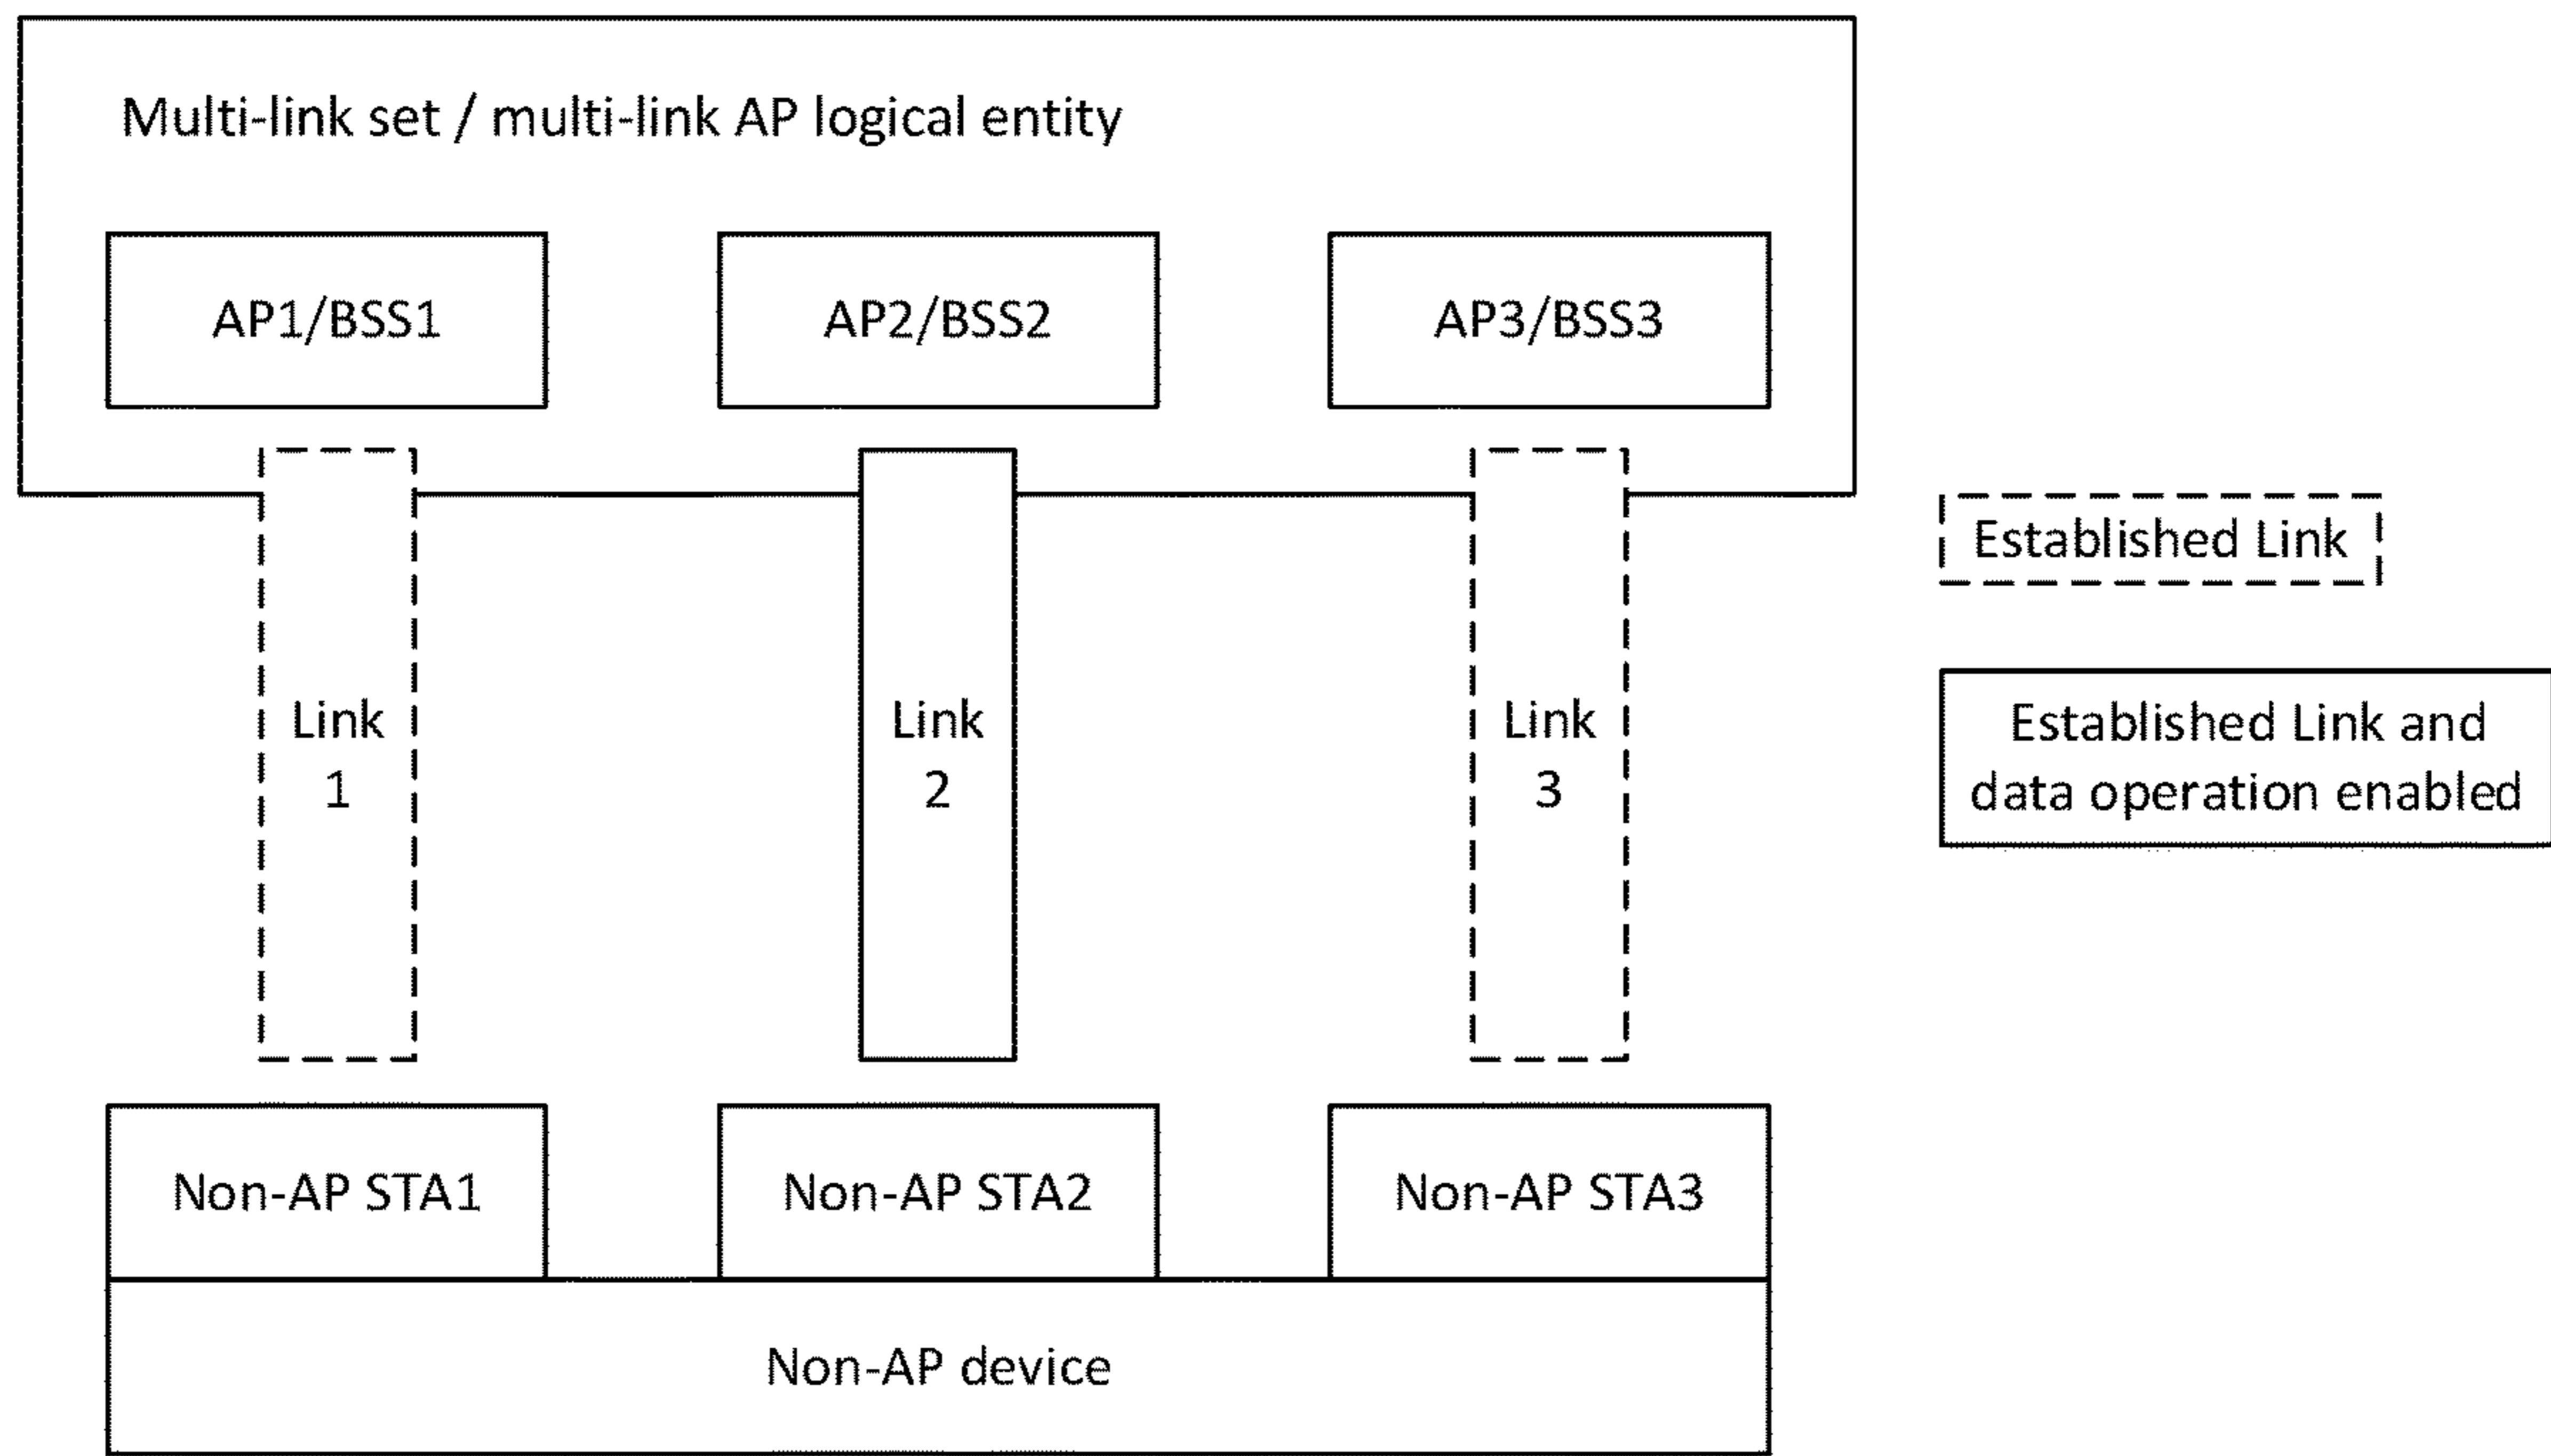 Multi-link set / multi-link AP logical entity
AP1/BSS1
AP2/BSS2
AP3/BSS3
Established Link
Established Link and
data operation enabled
Link
1
Link
2
Link
3
Non-AP STA1
Non-AP STA2
Non-AP STA3
Non-AP device